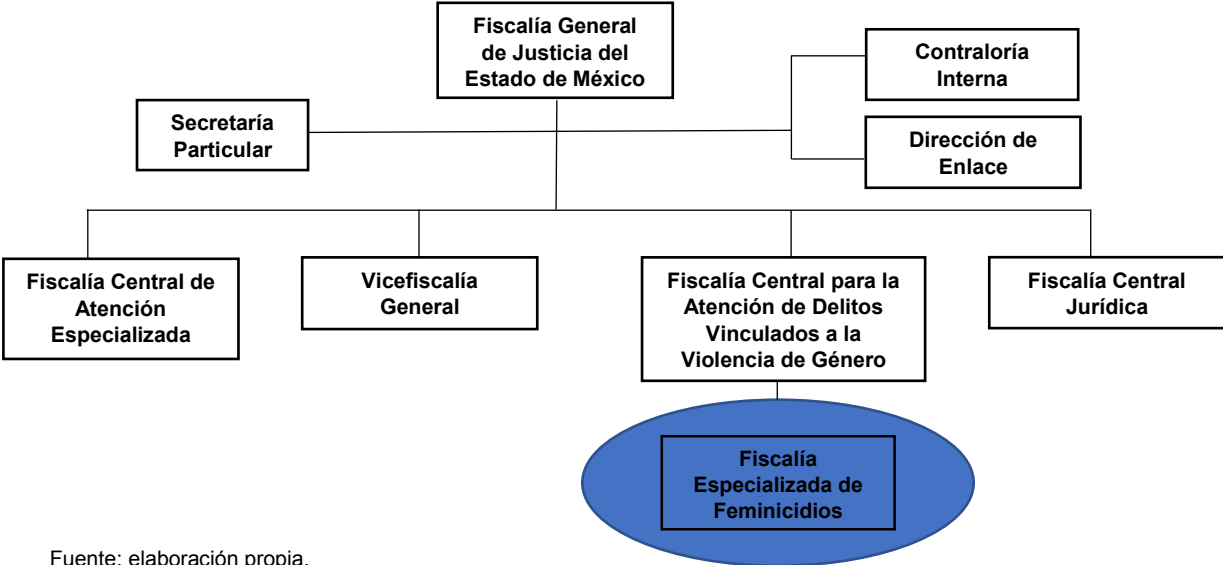 Fiscalía General
de Justicia del
Estado de México
Contraloría
Interna
Secretaría
Particular
Dirección de
Enlace
Fiscalía Central de
Atención
Especializada
Vicefiscalía
General
Fiscalía Central para la
Atención de Delitos
Vinculados a la
Violencia de Género
Fiscalía Central
Jurídica
Fiscalía
Especializada de
Feminicidios
Fuente: elaboración propia.